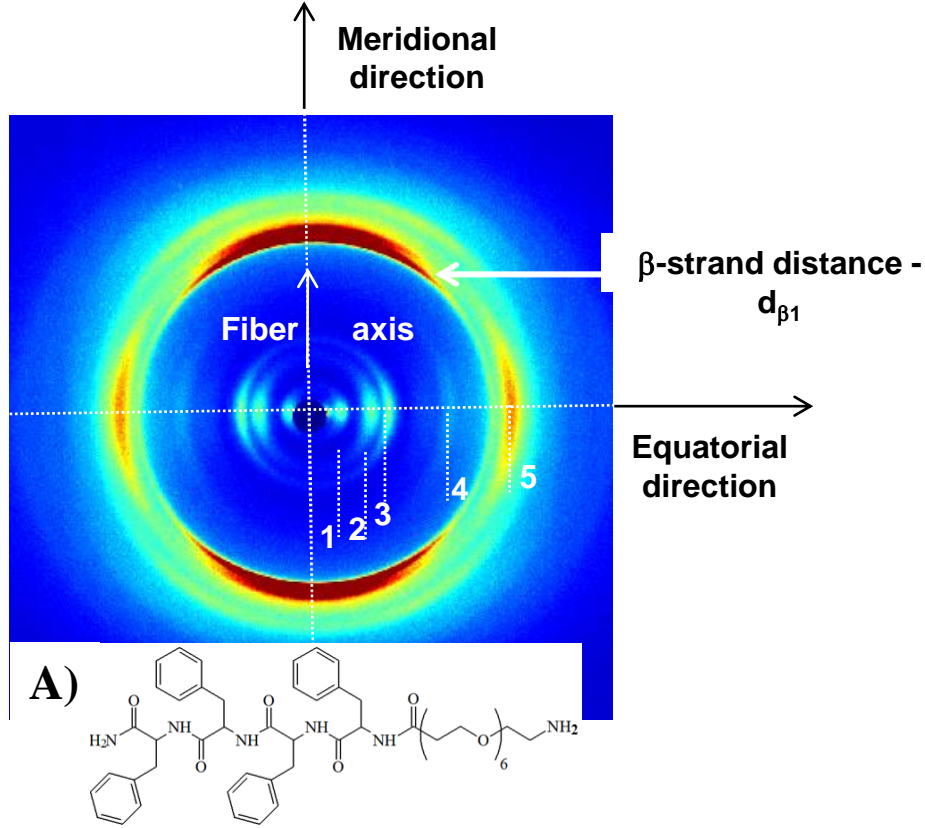 Meridional
direction
β-strand distance -
dβ1
Fiber axis
Equatorial
direction
1
2
3
4
5
A)
O
H2N
NH
O
NH
O
NH
O
NH
O
O
6
NH2